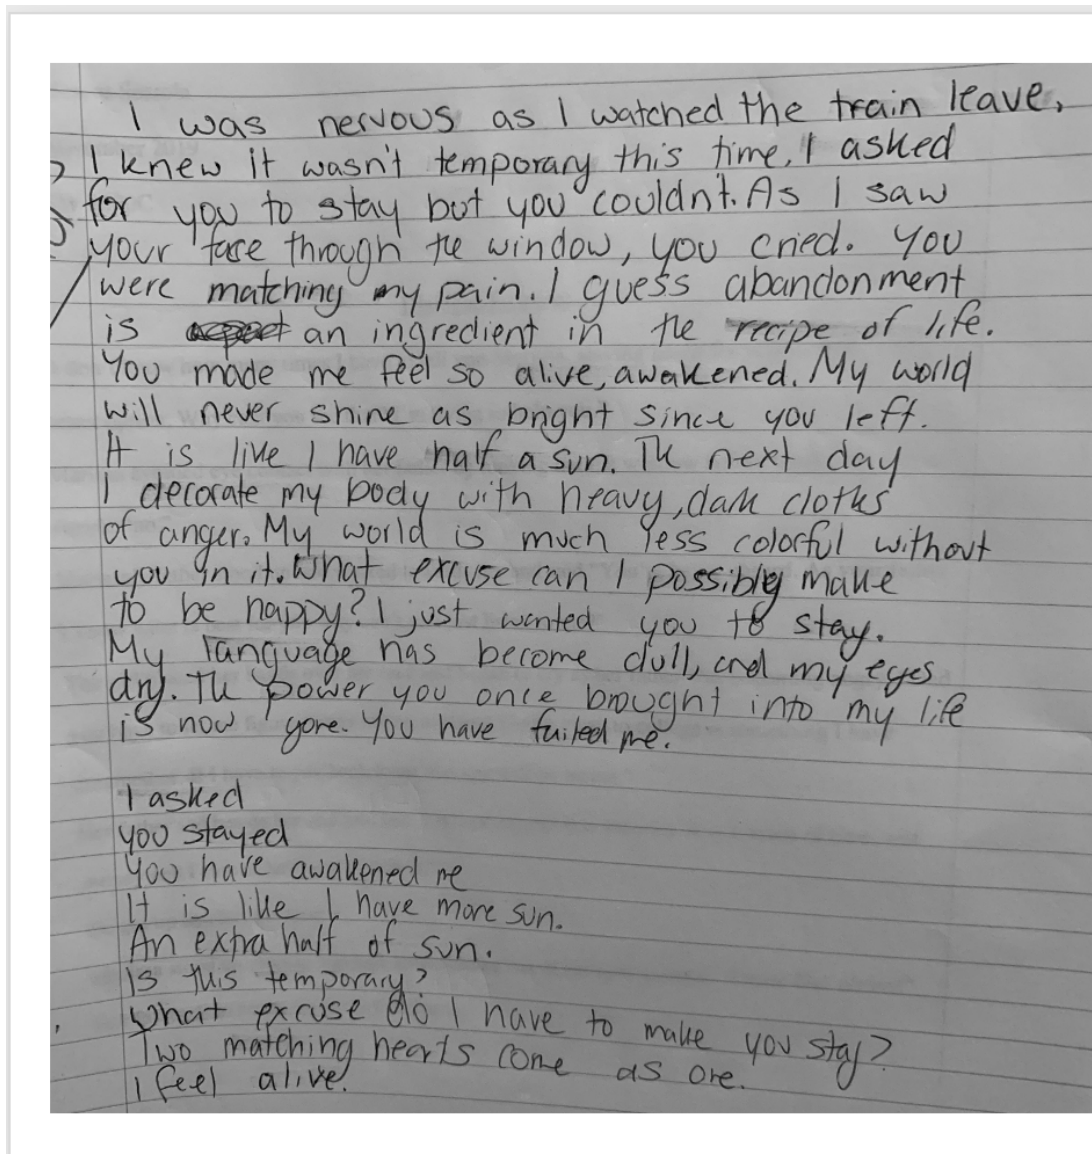 I was nervous as I watched the train leave,
I knew it wasn't temporary this time, I asked
for you to stay but you couldn't. As I saw
your face through the window, you cried. You
were matching my pain. I guess abandonment
is an ingredient in the recipe of life.
You made me feel so alive, awakened. My world
will never shine as bright since you left.
It is like I have half a sun. The next day
I decorate my body with heavy, dark cloths
of anger. My world is much less colorful without
you in it. What excuse can I possibly make
to be happy? I just wanted you to stay.
My language has become dull, and my eyes
dry. The power you once brought into my life
is now gone. You have failed me.
I asked
you stayed
You have awakened me
It is like I have more sun.
An extra half of sun.
Is this temporary?
What excuse do I have to make you stay?
Two matching hearts come as one.
I feel alive.